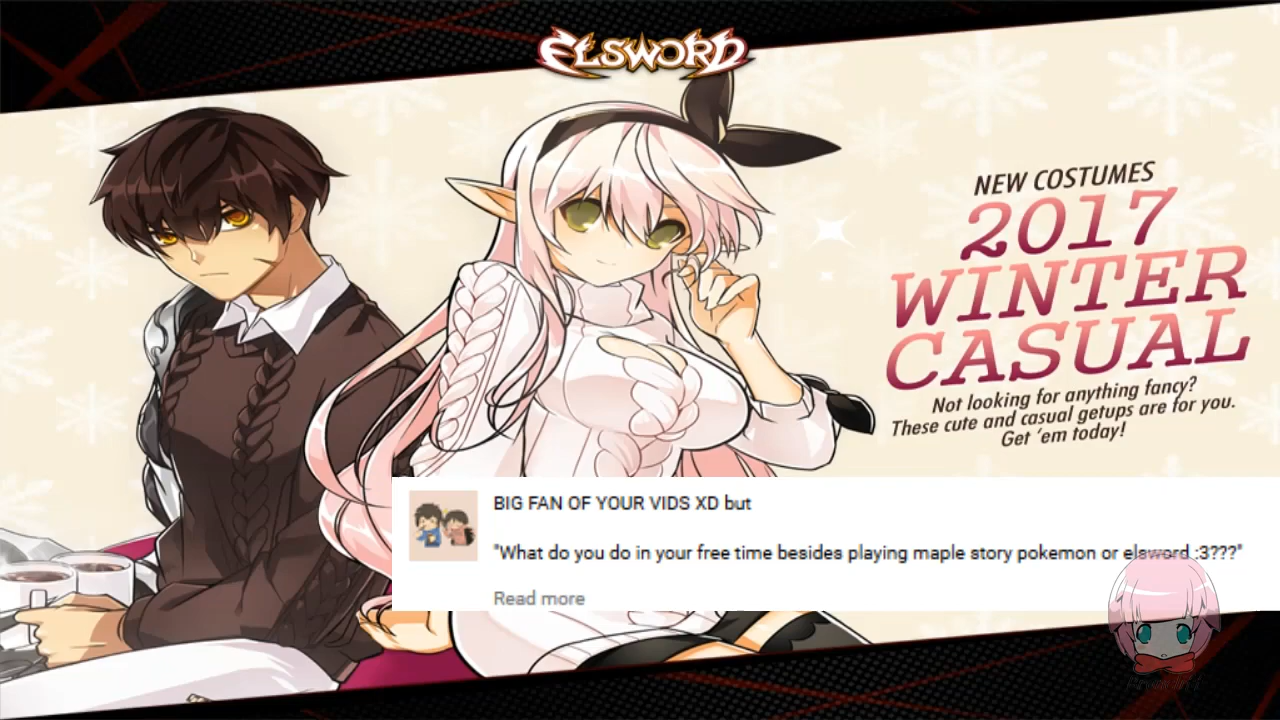 ELSWORD
NEW COSTUMES
2017
WINTER
CASUAL
Not looking for anything fancy?
These cute and casual getups are for you.
Get 'em today!
BIG FAN OF YOUR VIDS XD but
"What do you do in your free time besides playing maple story pokemon or elsword :3???"
Read more